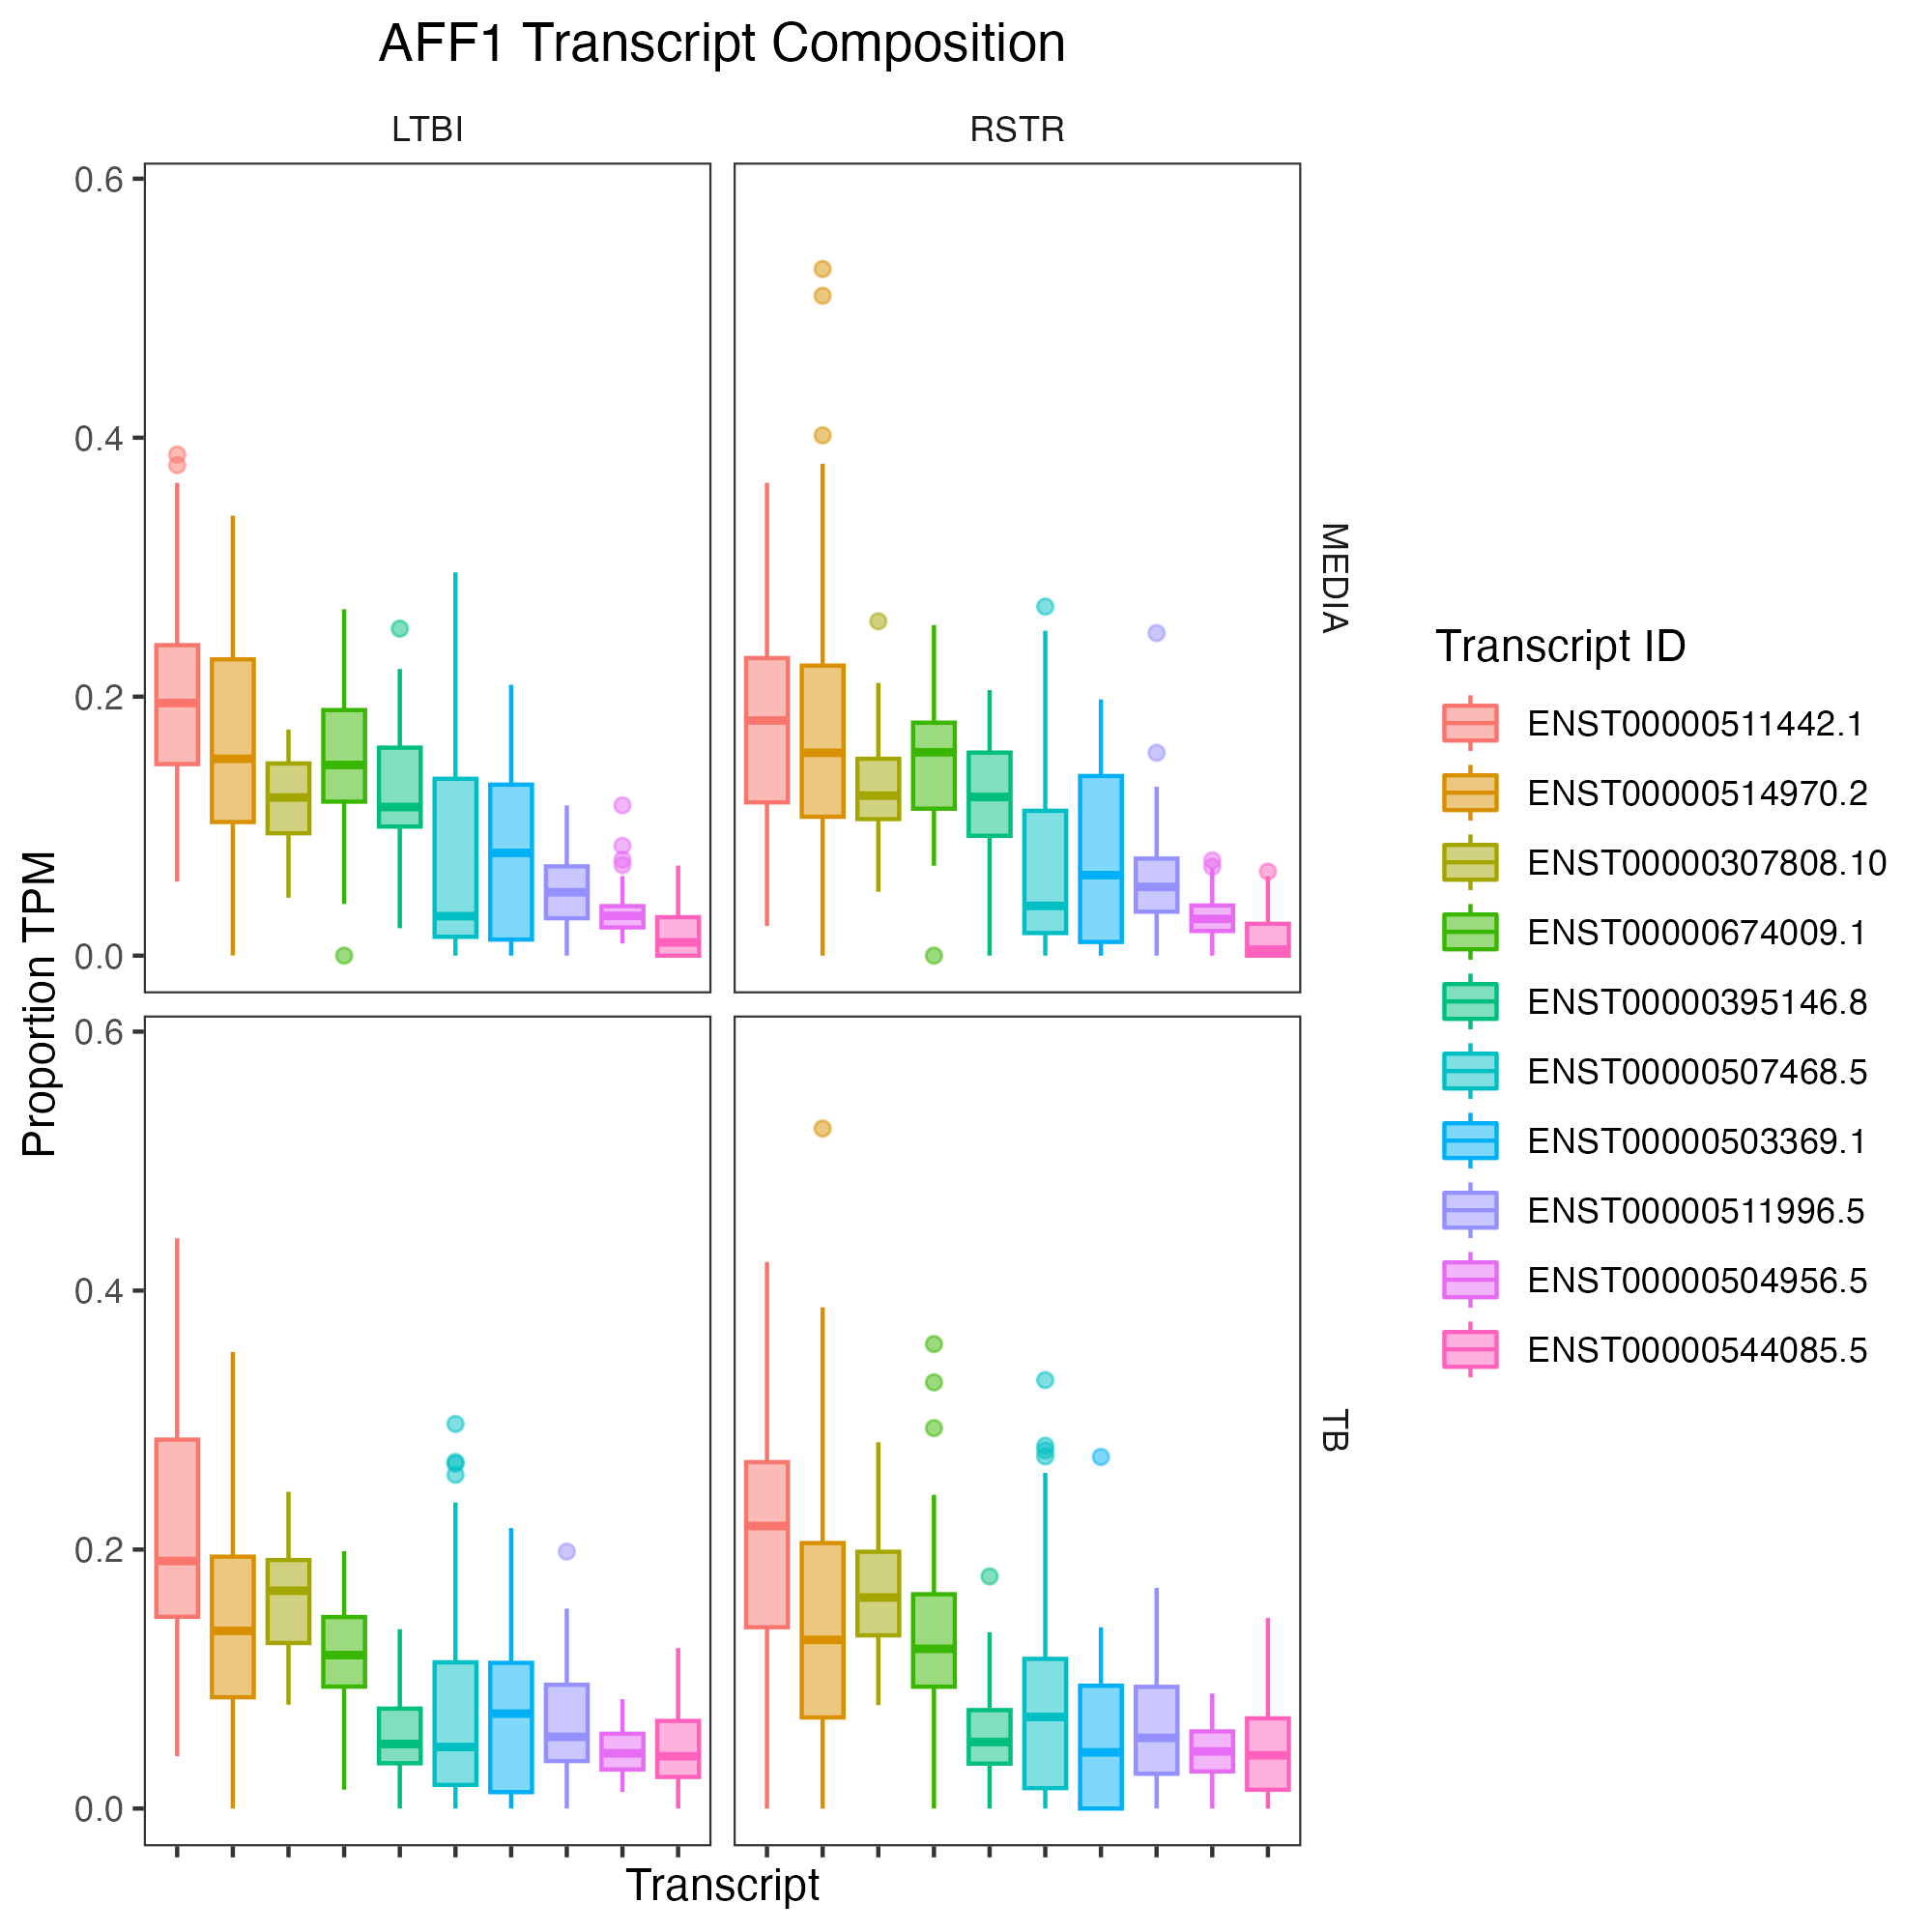 AFF1 Transcript Composition
LTBI
RSTR
0.6
0.4
0.2
0.0
MEDIA
0.6
0.4
0.2
0.0
TB
Proportion TPM
Transcript
Transcript ID
ENST00000511442.1
ENST00000514970.2
ENST00000307808.10
ENST00000674009.1
ENST00000395146.8
ENST00000507468.5
ENST00000503369.1
ENST00000511996.5
ENST00000504956.5
ENST00000544085.5